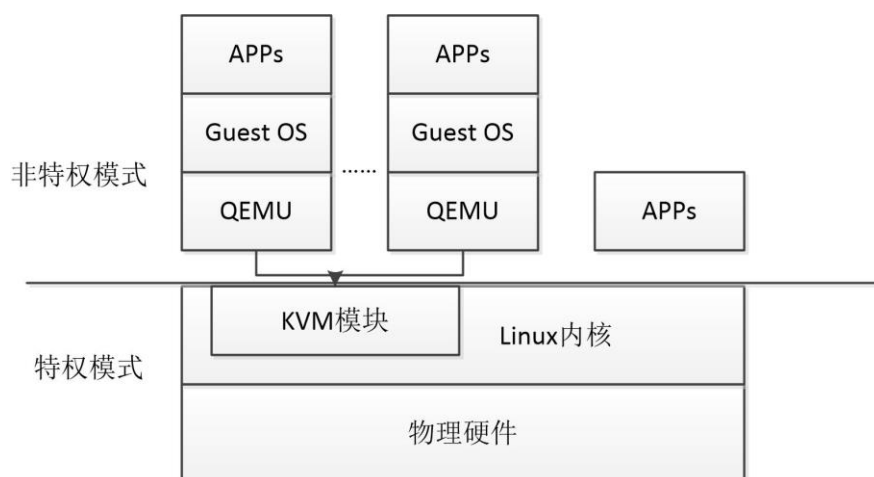 APPs
APPs
Guest OS
Guest OS
非特权模式
......
QEMU
QEMU
APPs
KVM模块
Linux内核
特权模式
物理硬件